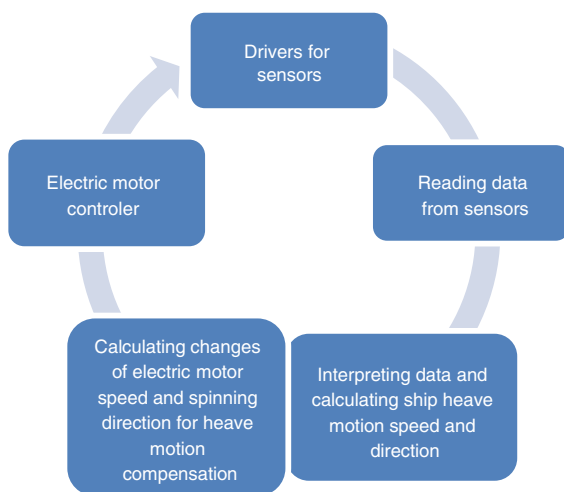 Drivers for
sensors
Reading data
from sensors
Interpreting data and
calculating ship heave
motion speed and
direction
Calculating changes
of electric motor
speed and spinning
direction for heave
motion
compensation
Electric motor
controler